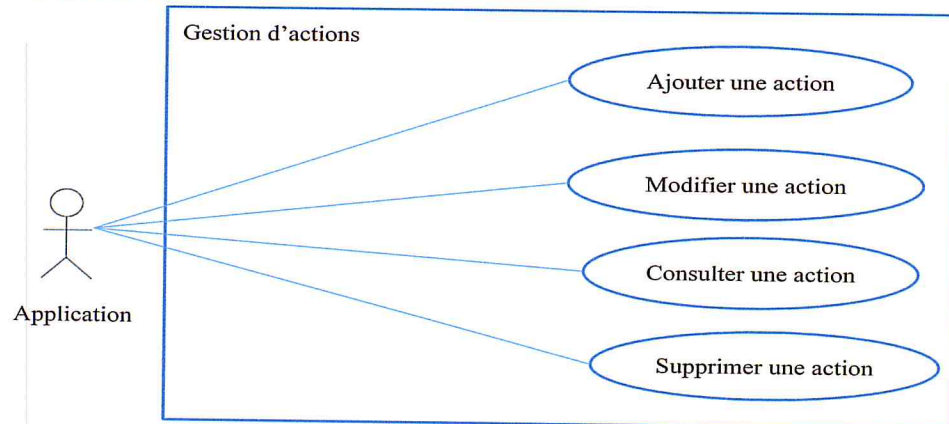 Gestion d'actions
Ajouter une action
Modifier une action
Consulter une action
Application
Supprimer une action